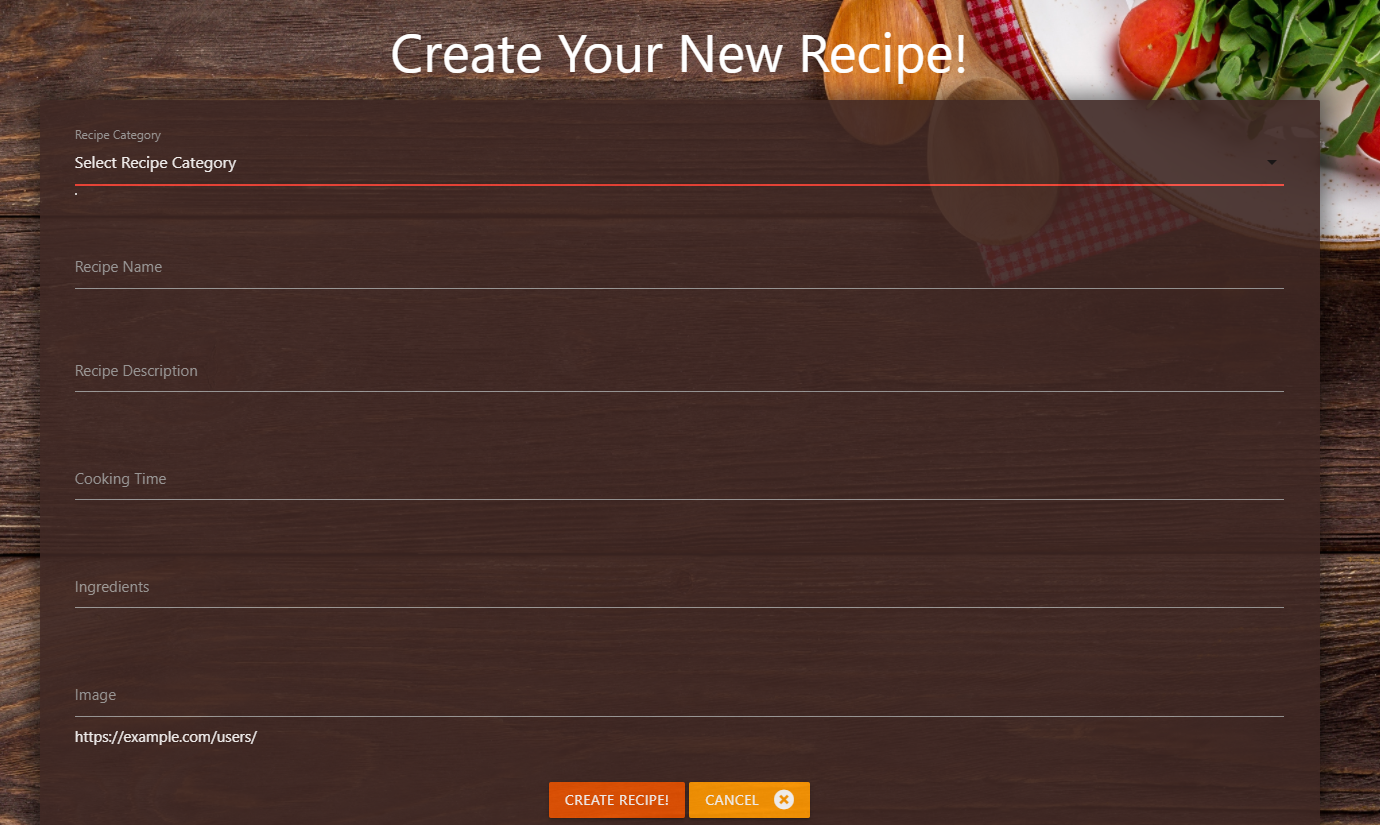 Create Your New Recipe!
Recipe Category
Select Recipe Category
.
Recipe Name
Recipe Description
Cooking Time
Ingredients
Image
https://example.com/users/
CREATE RECIPE! CANCEL